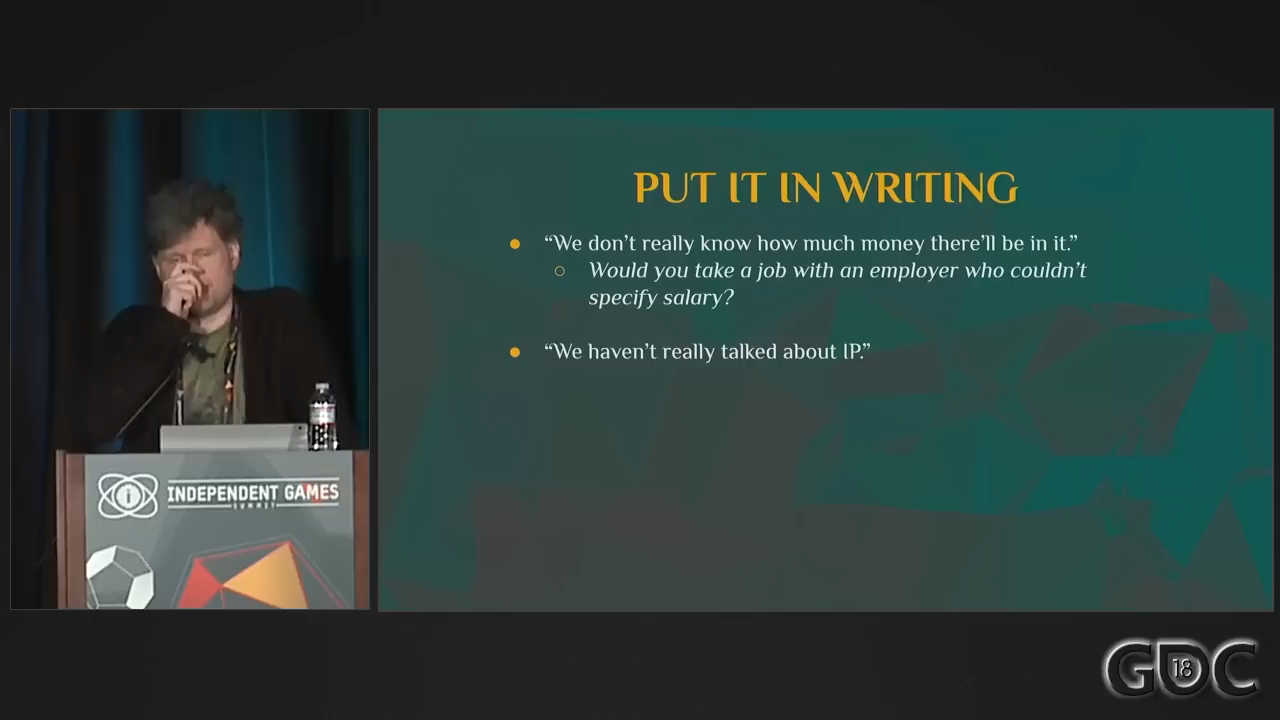 PUT IT IN WRITING
“We don’t really know how much money there’ll be in it.”
Would you take a job with an employer who couldn’t
specify salary?
“We haven’t really talked about IP.”
i
INDEPENDENT GAMES
SUMMIT
GDC
18